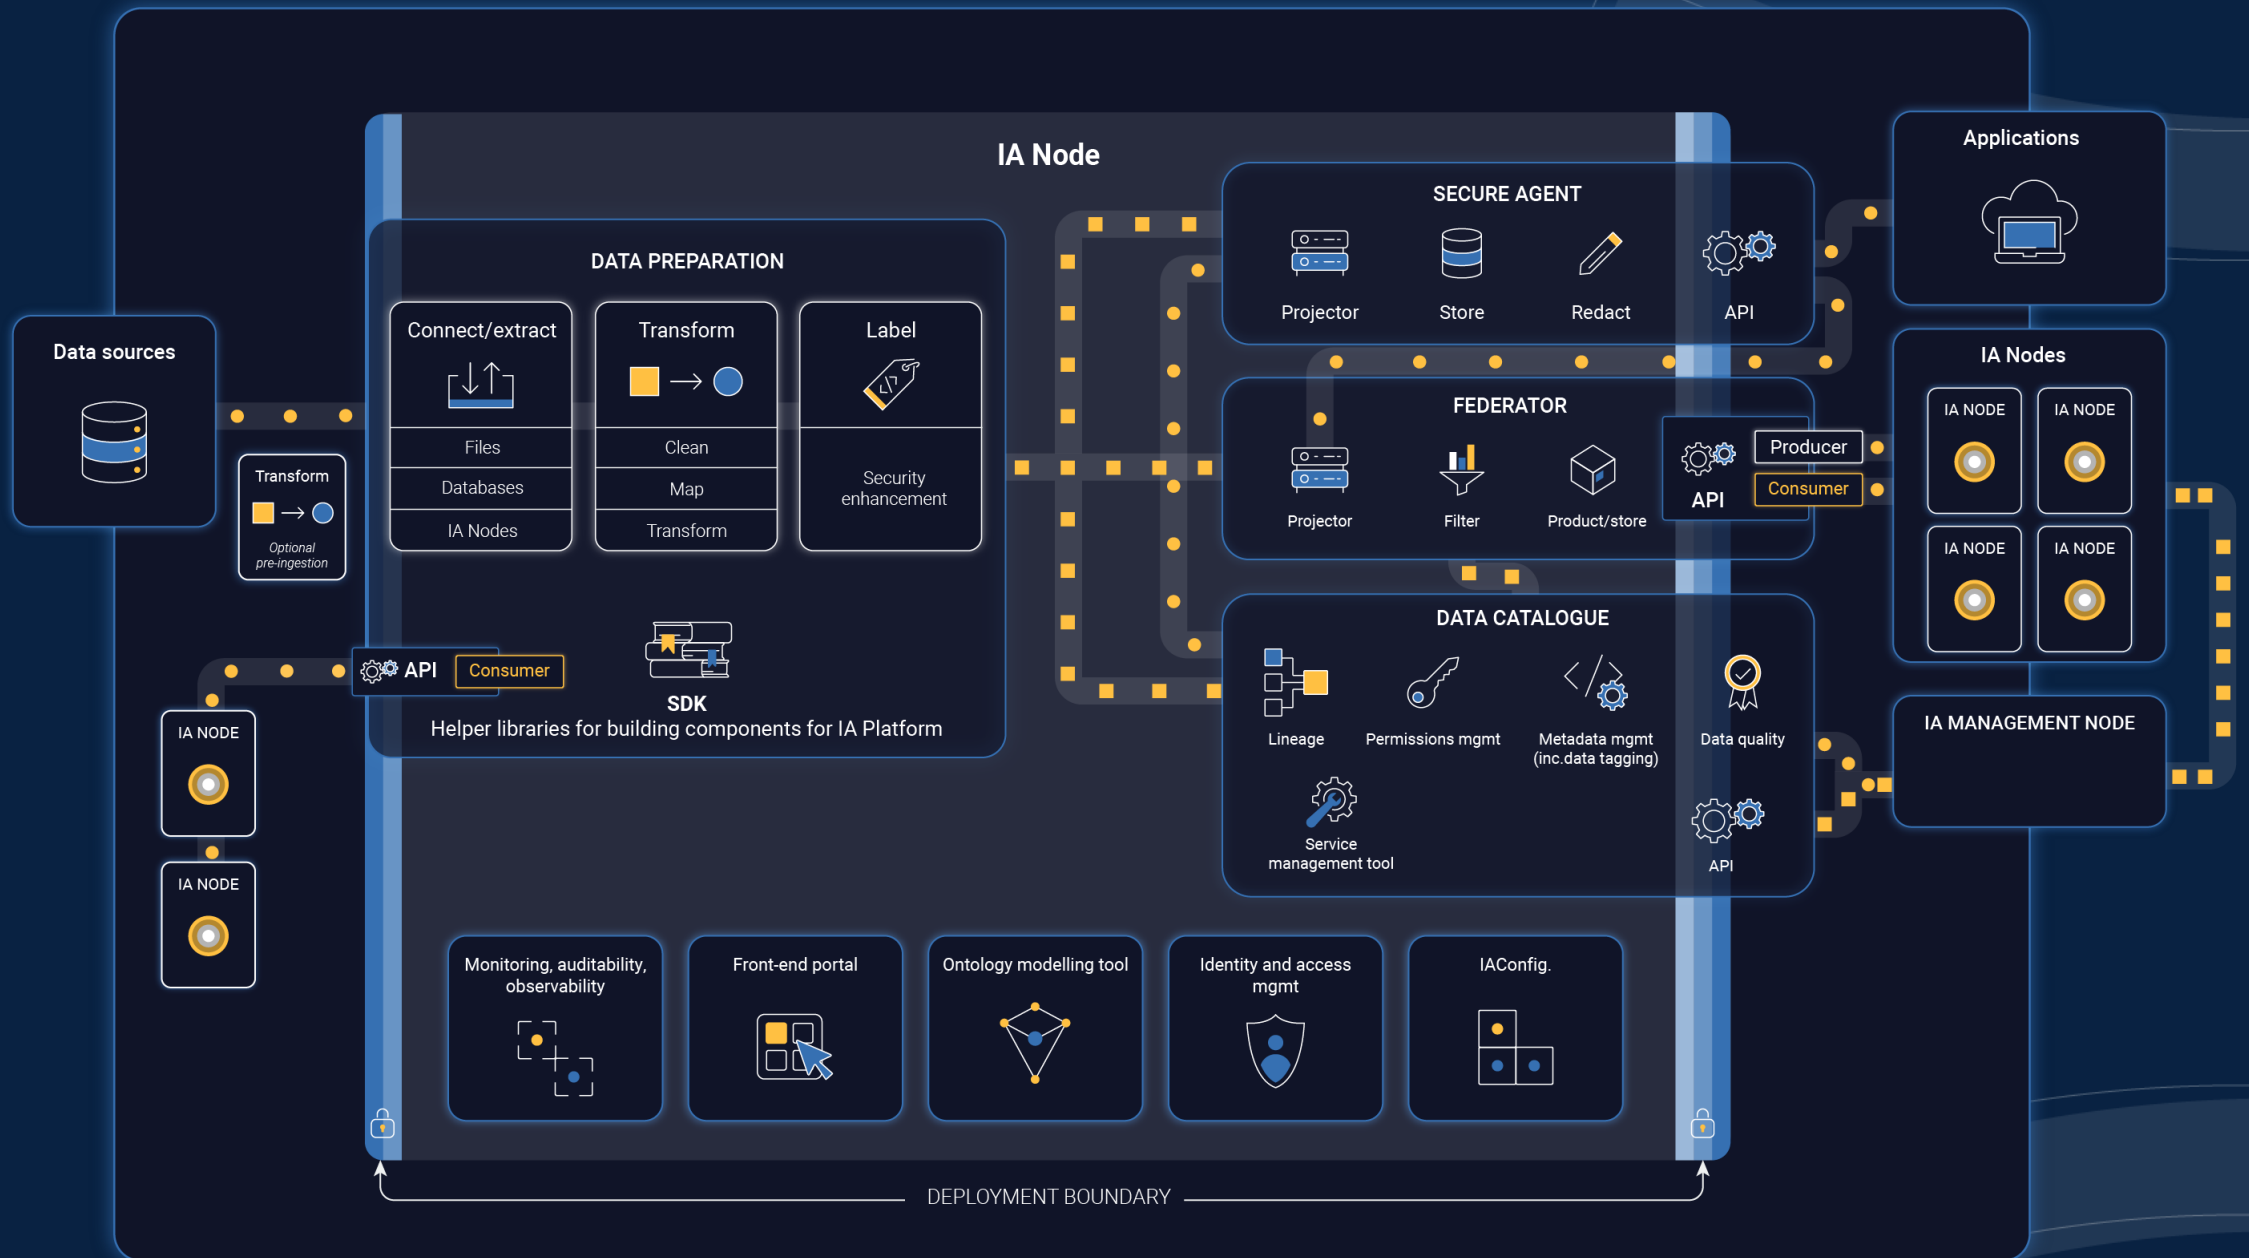 IA Node
Data sources
Transform
Optional
pre-ingestion
IA NODE
IA NODE
DATA PREPARATION
Connect/extract
Files
Databases
IA Nodes
Transform
Clean
Map
Transform
Label
Security
enhancement
API
Consumer
SDK
Helper libraries for building components for IA Platform
SECURE AGENT
Projector
Store
Redact
API
FEDERATOR
Projector
Filter
Product/store
API
Producer
Consumer
DATA CATALOGUE
Lineage
Permissions mgmt
Metadata mgmt
(inc.data tagging)
Data quality
Service
management tool
API
Applications
IA Nodes
IA NODE
IA NODE
IA NODE
IA NODE
IA MANAGEMENT NODE
Monitoring, auditability,
observability
Front-end portal
Ontology modelling tool
Identity and access
mgmt
IAConfig.
DEPLOYMENT BOUNDARY